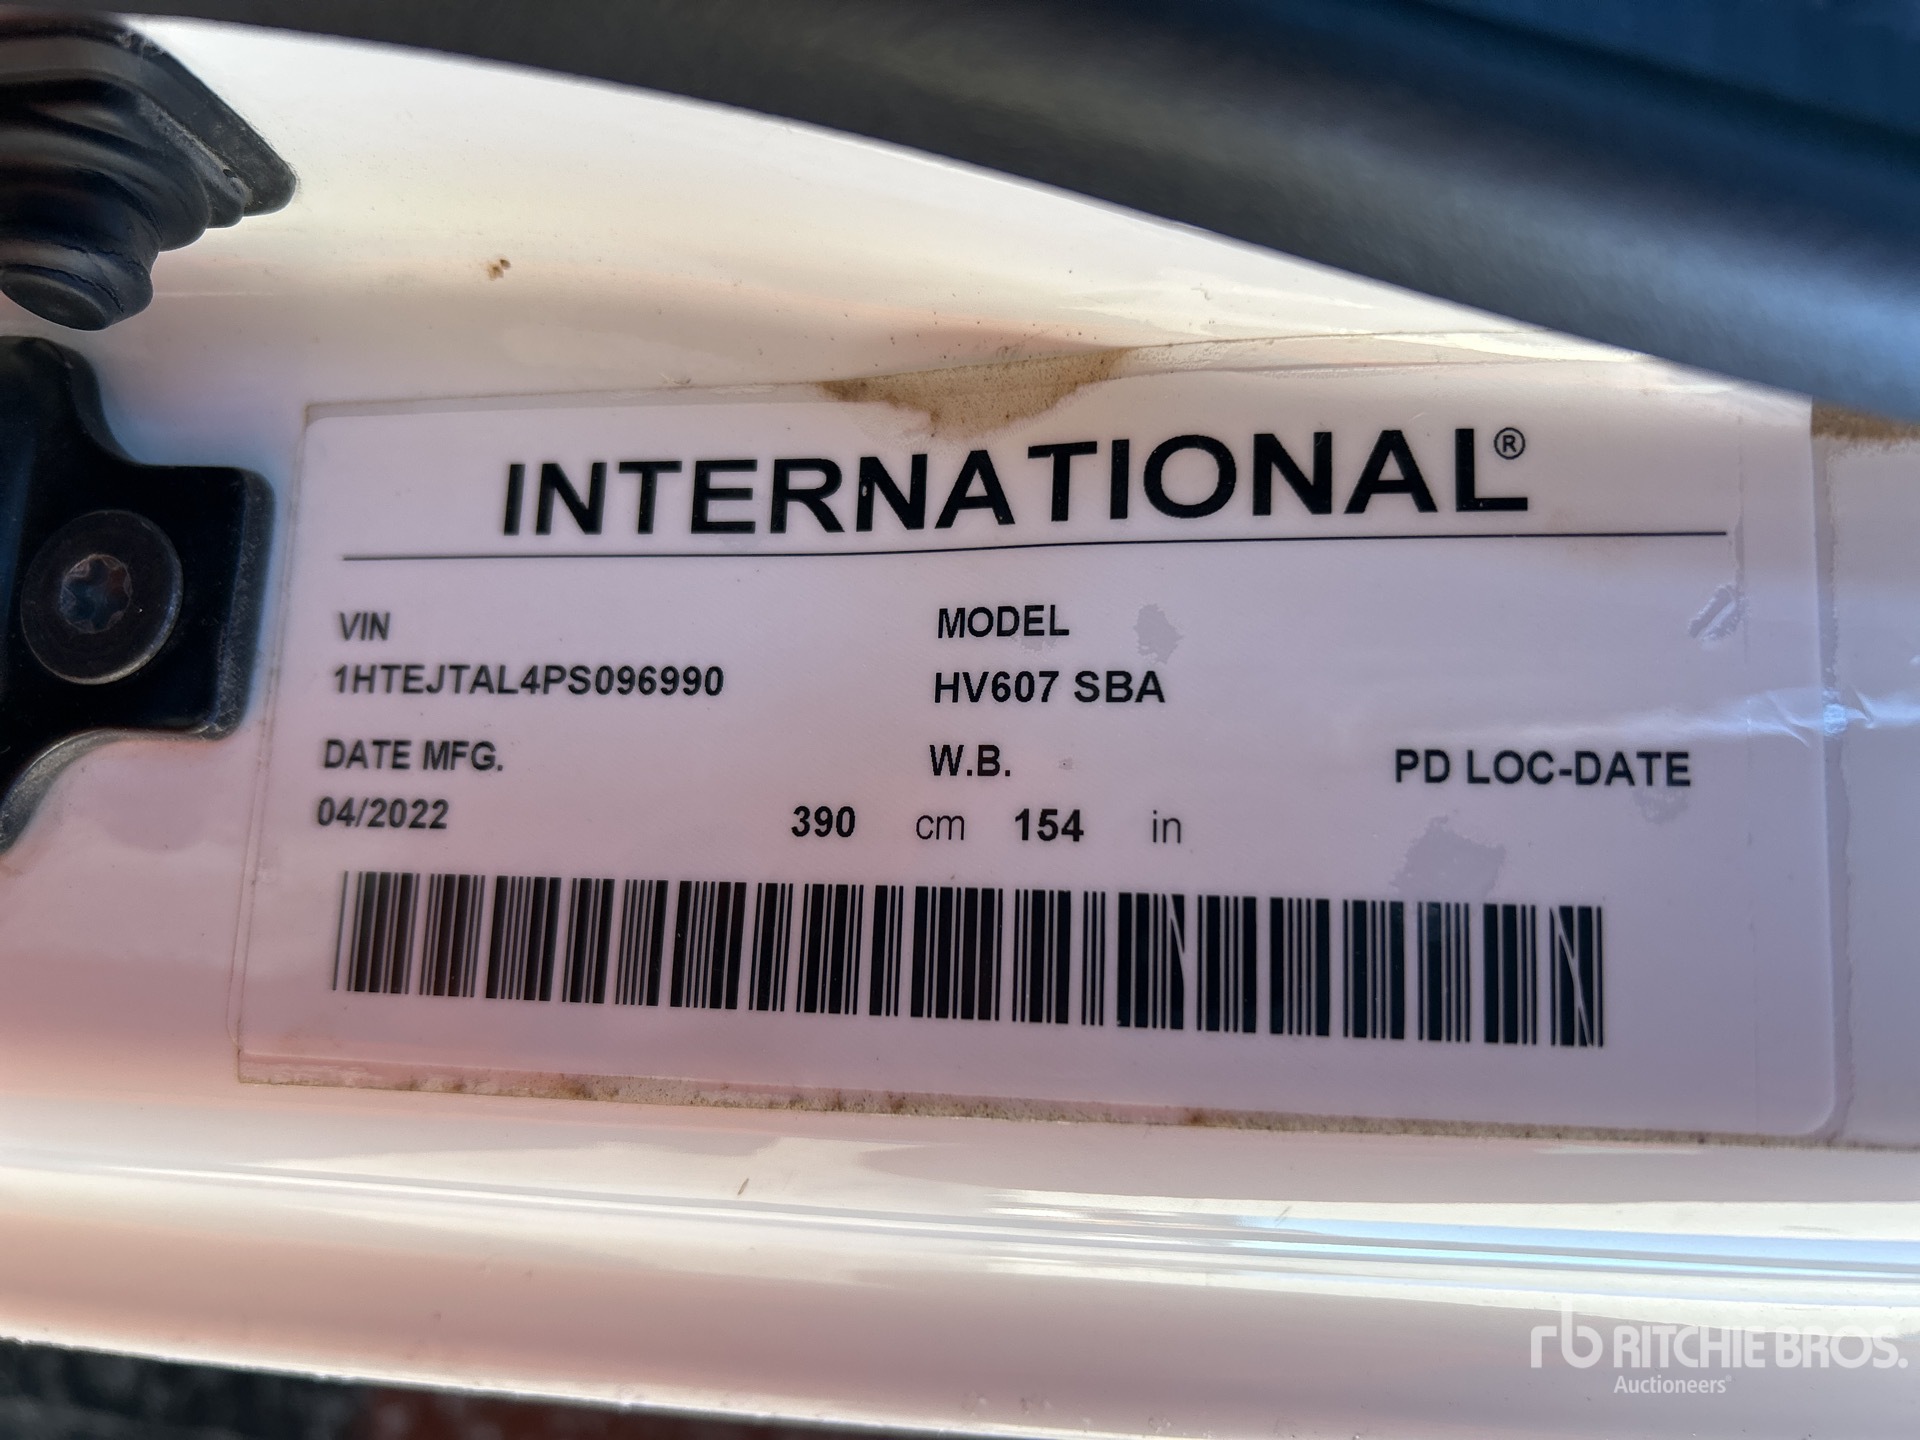 INTERNATIONAL®
VIN MODEL
1HTEJTAL4PS096990 HV607 SBA
DATE MFG. W.B. PD LOC-DATE
04/2022 390 cm 154 in
rb RITCHIE BROS.
Auctioneers